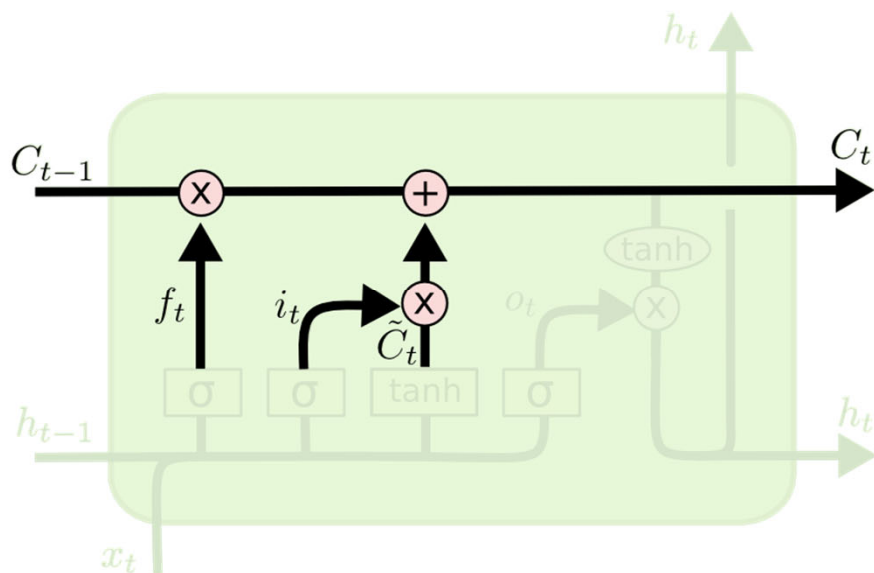 h_t
C_{t-1}
C_t
x
+
tanh
f_t
i_t
x
o_t
x
C̃_t
σ
σ
tanh
σ
h_{t-1}
h_t
x_t